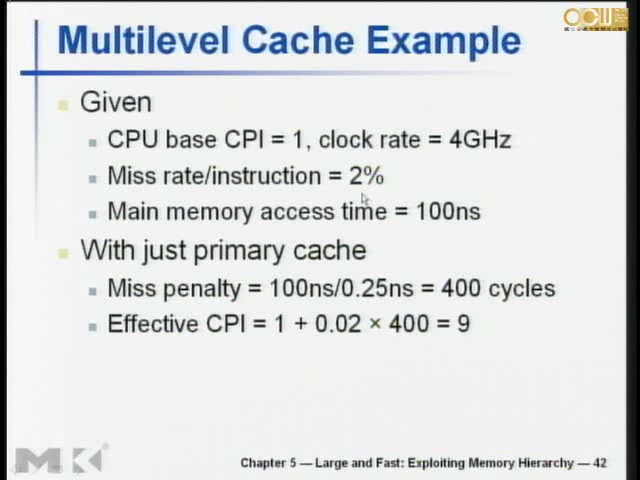 OCW
Multilevel Cache Example
Given
CPU base CPI = 1, clock rate = 4GHz
Miss rate/instruction = 2%
Main memory access time = 100ns
With just primary cache
Miss penalty = 100ns/0.25ns = 400 cycles
Effective CPI = 1 + 0.02 × 400 = 9
MK
Chapter 5 — Large and Fast: Exploiting Memory Hierarchy — 42